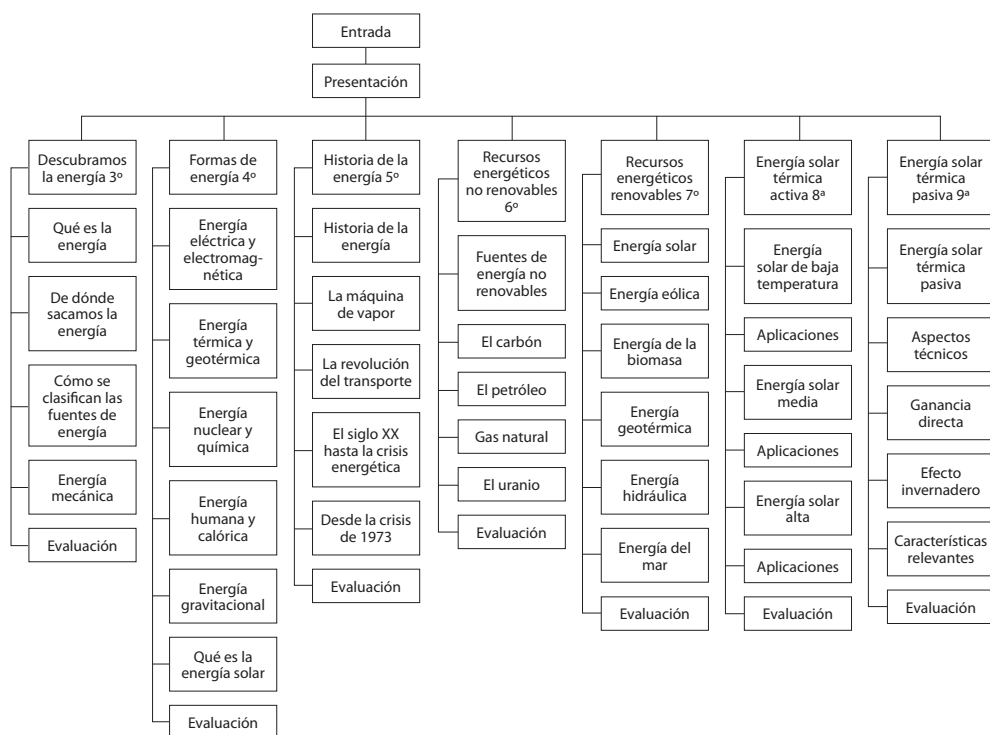 Entrada
Presentación
Descubramos
la energía 3º
Qué es la
energía
De dónde
sacamos la
energía
Cómo se
clasifican las
fuentes de
energía
Energía
mecánica
Evaluación
Formas de
energía 4º
Energía
eléctrica y
electromag-
nética
Energía
térmica y
geotérmica
Energía
nuclear y
química
Energía
humana y
calórica
Energía
gravitacional
Qué es la
energía solar
Evaluación
Historia de la
energía 5º
Historia de la
energía
La máquina
de vapor
La revolución
del transporte
El siglo XX
hasta la crisis
energética
Desde la crisis
de 1973
Evaluación
Recursos
energéticos
no renovables
6º
Fuentes de
energía no
renovables
El carbón
El petróleo
Gas natural
El uranio
Evaluación
Recursos
energéticos
renovables 7º
Energía solar
Energía eólica
Energía de la
biomasa
Energía
geotérmica
Energía
hidráulica
Energía del
mar
Evaluación
Energía solar
térmica
activa 8ª
Energía
solar de baja
temperatura
Aplicaciones
Energía solar
media
Aplicaciones
Energía solar
alta
Aplicaciones
Evaluación
Energía solar
térmica
pasiva 9ª
Energía solar
térmica
pasiva
Aspectos
técnicos
Ganancia
directa
Efecto
invernadero
Características
relevantes
Evaluación